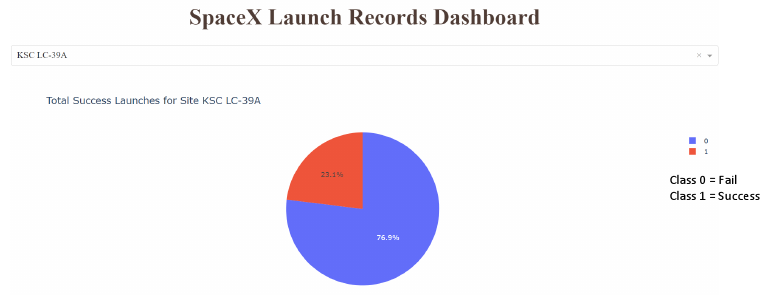 SpaceX Launch Records Dashboard
KSC LC-39A
× 
Total Success Launches for Site KSC LC-39A
0
1
23.1%
76.9%
Class 0 = Fail
Class 1 = Success